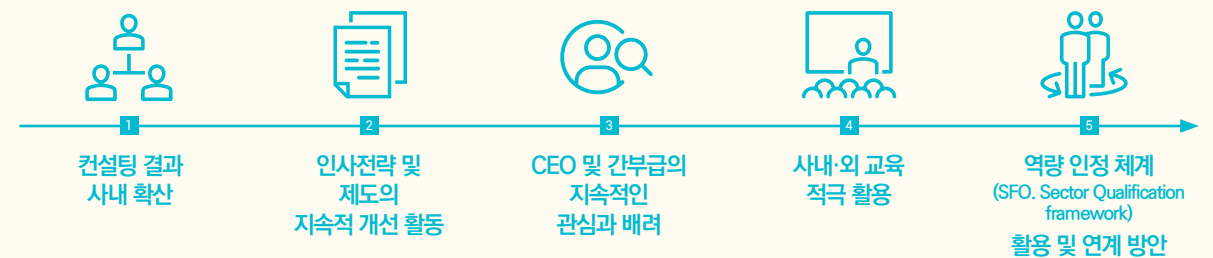 1
컨설팅 결과
사내 확산
2
인사전략 및
제도의
지속적 개선 활동
3
CEO 및 간부급의
지속적인
관심과 배려
4
사내·외 교육
적극 활용
5
역량 인정 체계
(SFO. Sector Qualification
framework)
활용 및 연계 방안